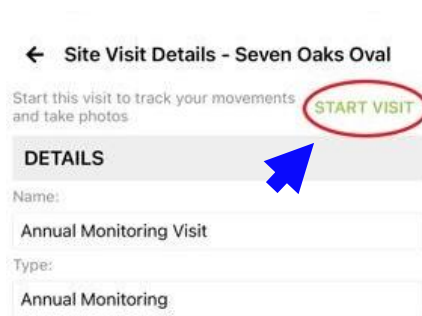 ← Site Visit Details - Seven Oaks Oval
Start this visit to track your movements
and take photos
START VISIT
DETAILS
Name:
Annual Monitoring Visit
Type:
Annual Monitoring